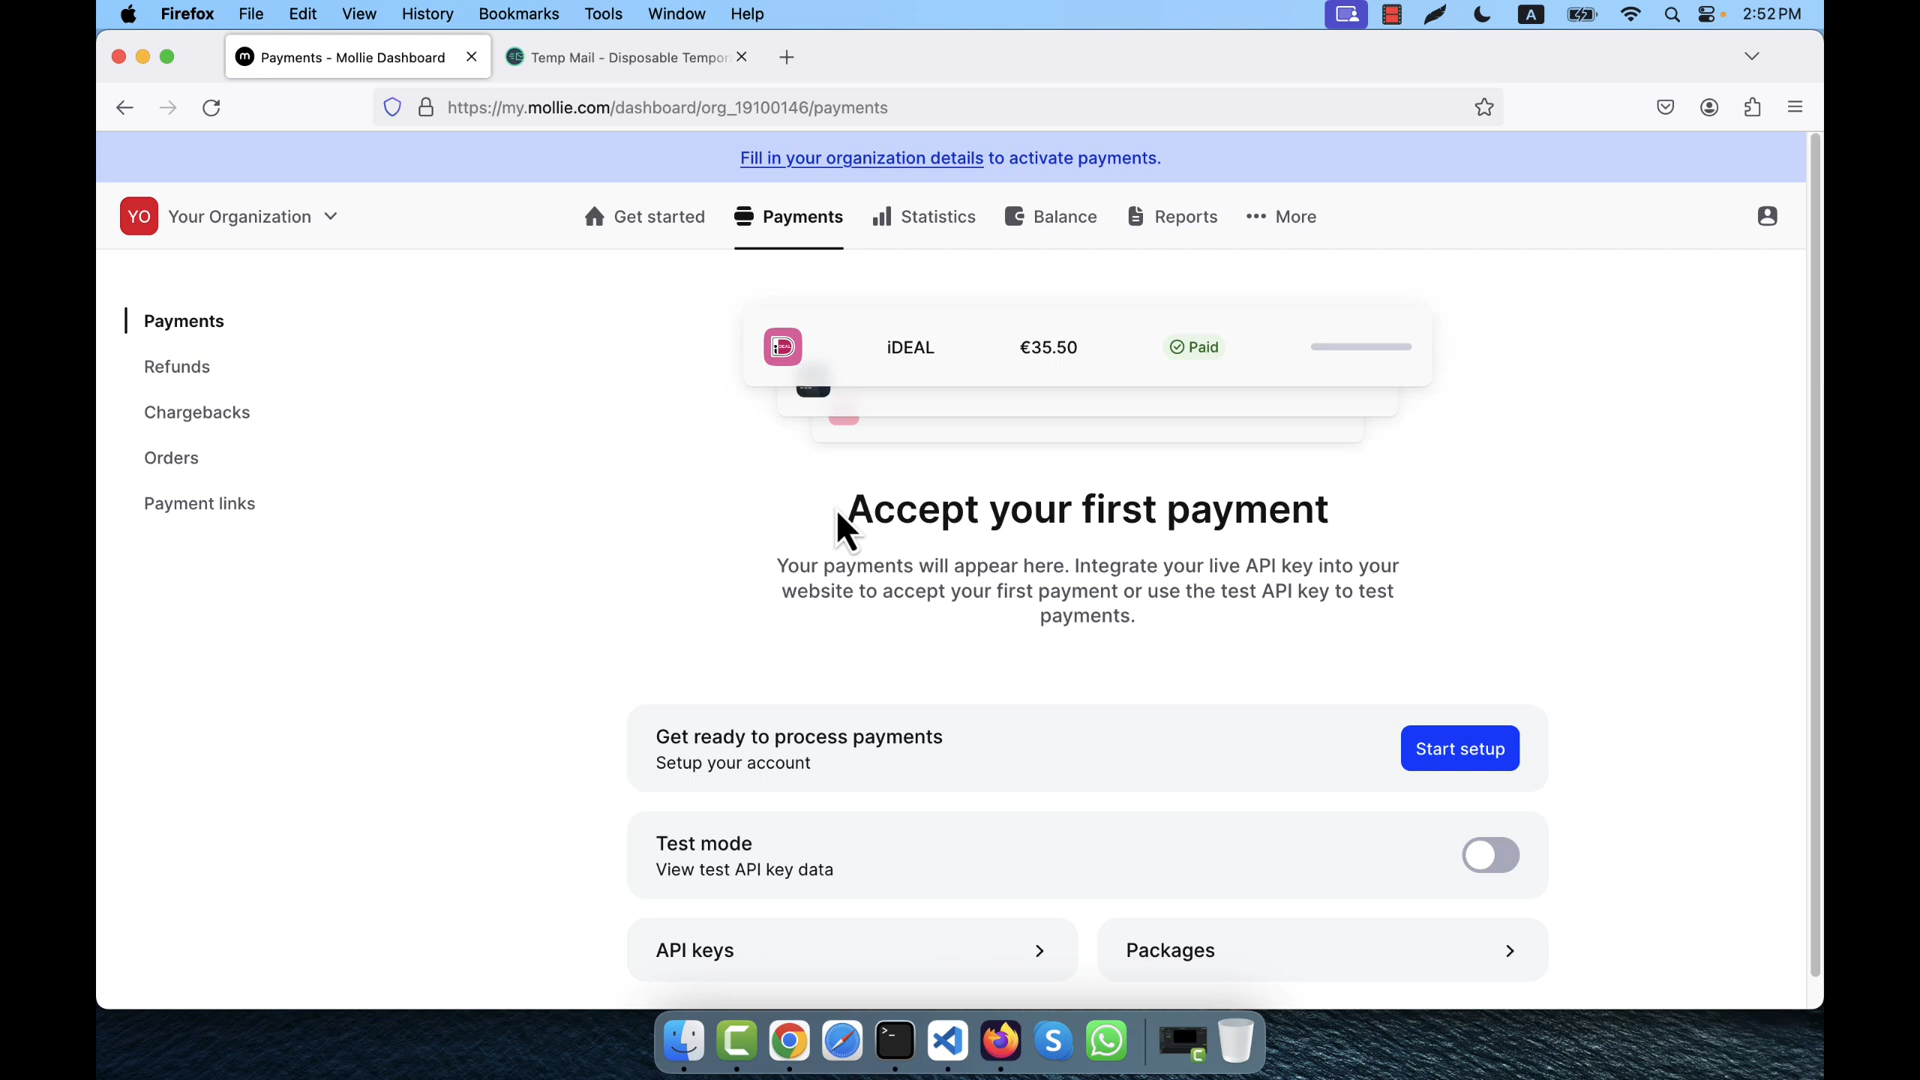 Firefox File Edit View History Bookmarks Tools Window Help A 2:52 PM
m Payments - Mollie Dashboard Temp Mail - Disposable Tempor
https://my.mollie.com/dashboard/org_19100146/payments
Fill in your organization details to activate payments.
YO Your Organization Get started Payments Statistics Balance Reports More
Payments
Refunds
Chargebacks
Orders
Payment links
iDEAL iDEAL €35.50 Paid
Accept your first payment
Your payments will appear here. Integrate your live API key into your
website to accept your first payment or use the test API key to test
payments.
Get ready to process payments
Setup your account
Start setup
Test mode
View test API key data
API keys
Packages